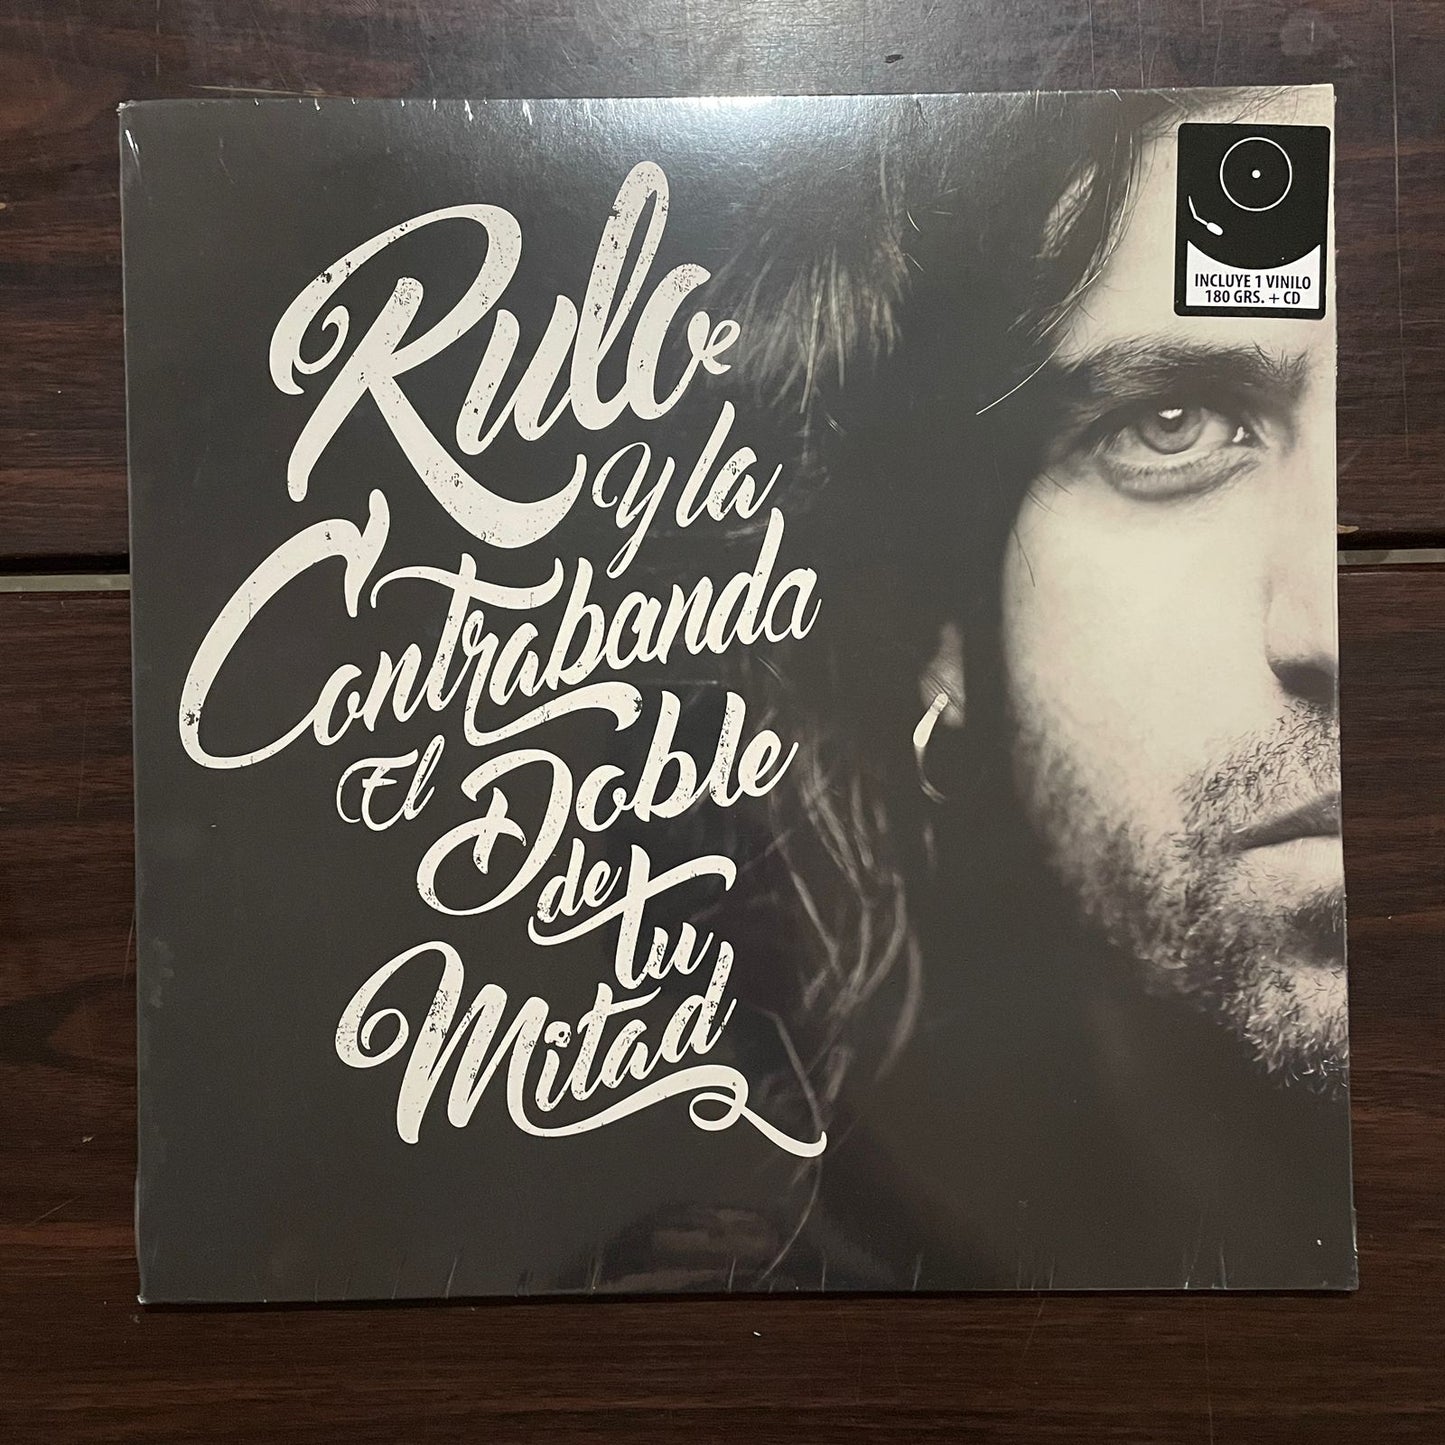 Rulo
y la
Contrabanda
El Doble
de tu
Mitad
INCLUYE 1 VINILO
180 GRS. + CD